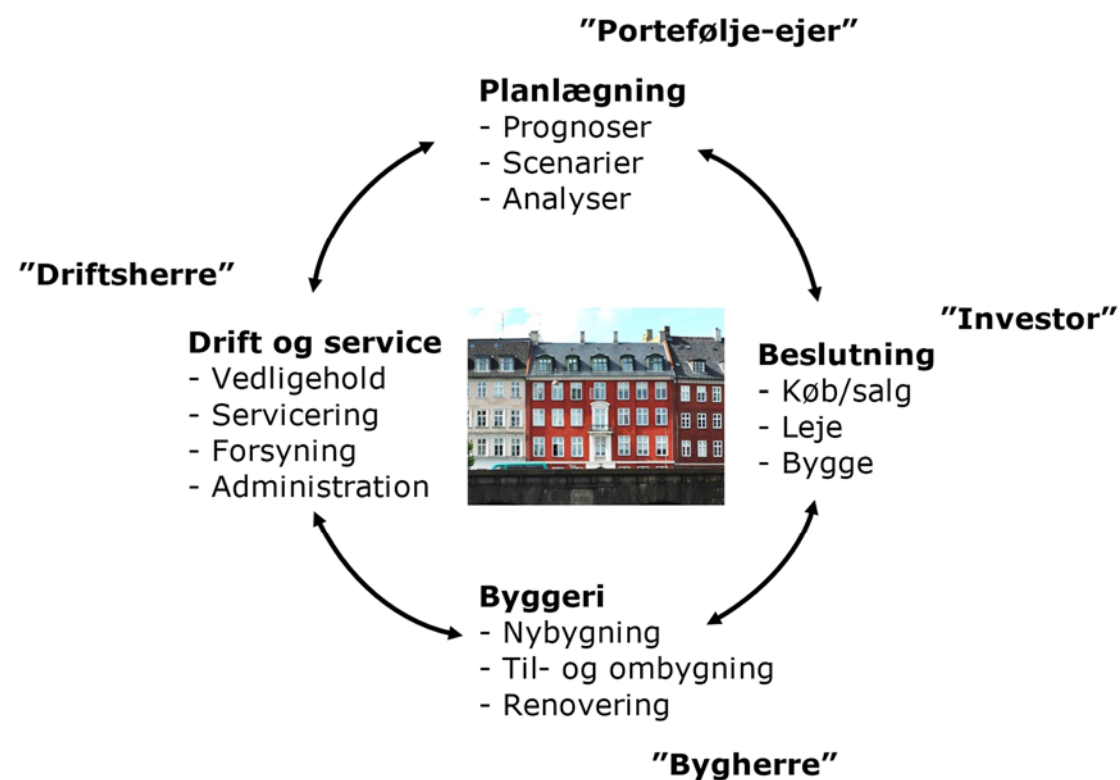 ”Portefølje-ejer”
Planlægning
- Prognoser
- Scenarier
- Analyser
”Driftsherre”
Drift og service
- Vedligehold
- Servicering
- Forsyning
- Administration
”Investor”
Beslutning
- Køb/salg
- Leje
- Bygge
Byggeri
- Nybygning
- Til- og ombygning
- Renovering
”Bygherre”